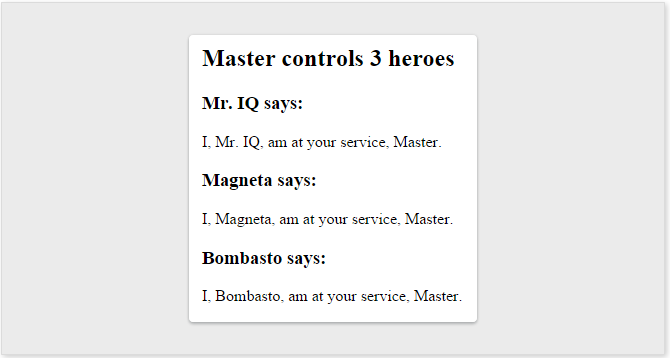 Master controls 3 heroes
Mr. IQ says:
I, Mr. IQ, am at your service, Master.
Magneta says:
I, Magneta, am at your service, Master.
Bombasto says:
I, Bombasto, am at your service, Master.